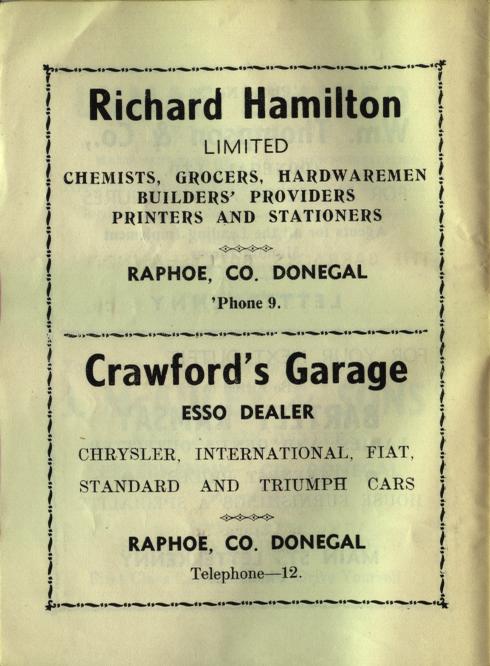 Richard Hamilton
LIMITED
CHEMISTS, GROCERS, HARDWAREMEN
BUILDERS' PROVIDERS
PRINTERS AND STATIONERS
RAPHOE, CO. DONEGAL
'Phone 9.
Crawford's Garage
ESSO DEALER
CHRYSLER, INTERNATIONAL, FIAT,
STANDARD AND TRIUMPH CARS
RAPHOE, CO. DONEGAL
Telephone—12.